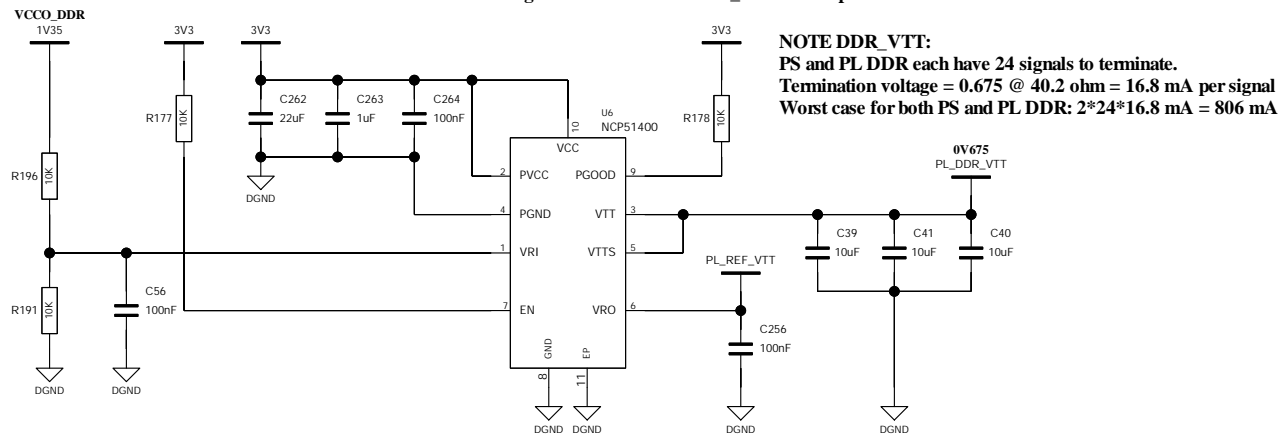 VCCO_DDR
1V35
3V3
3V3
3V3
NOTE DDR_VTT:
PS and PL DDR each have 24 signals to terminate.
Termination voltage = 0.675 @ 40.2 ohm = 16.8 mA per signal
Worst case for both PS and PL DDR: 2*24*16.8 mA = 806 mA
R177
10K
C262
22uF
C263
1uF
C264
100nF
U6
NCP51400
R178
10K
10
VCC
R196
10K
DGND
2
PVCC
PGOOD
9
0V675
PL_DDR_VTT
4
PGND
VTT
3
1
VRI
VTTS
5
C39
10uF
C41
10uF
C40
10uF
PL_REF_VTT
R191
10K
C56
100nF
7
EN
VRO
6
C256
100nF
GND
EP
8
11
DGND
DGND
DGND
DGND
DGND
DGND